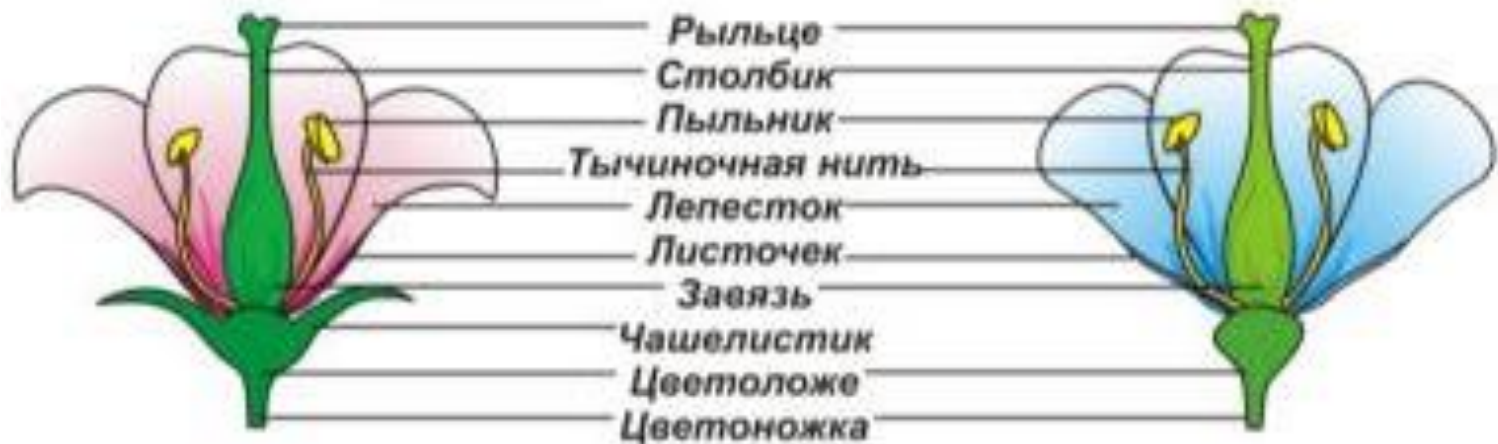 Рыльце
Столбик
Пыльник
Тычиночная нить
Лепесток
Листочек
Завязь
Чашелистик
Цветоложе
Цветоножка